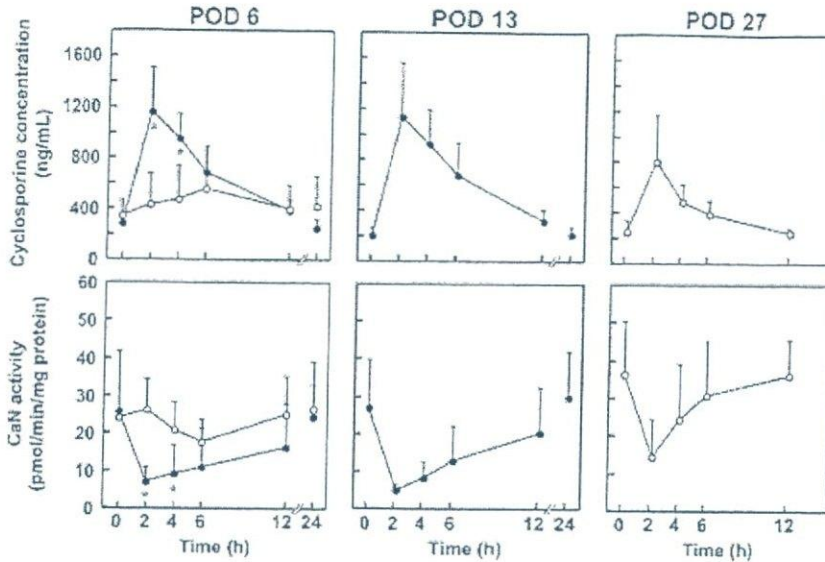 POD 6
POD 13
POD 27
Cyclosporine concentration
(ng/mL)
1600
1200
800
400
0
CaN activity
(pmol/min/mg protein)
60
50
40
30
20
10
0
0 2 4 6 12 24
Time (h)
0 2 4 6 12 24
Time (h)
0 2 4 6 12
Time (h)